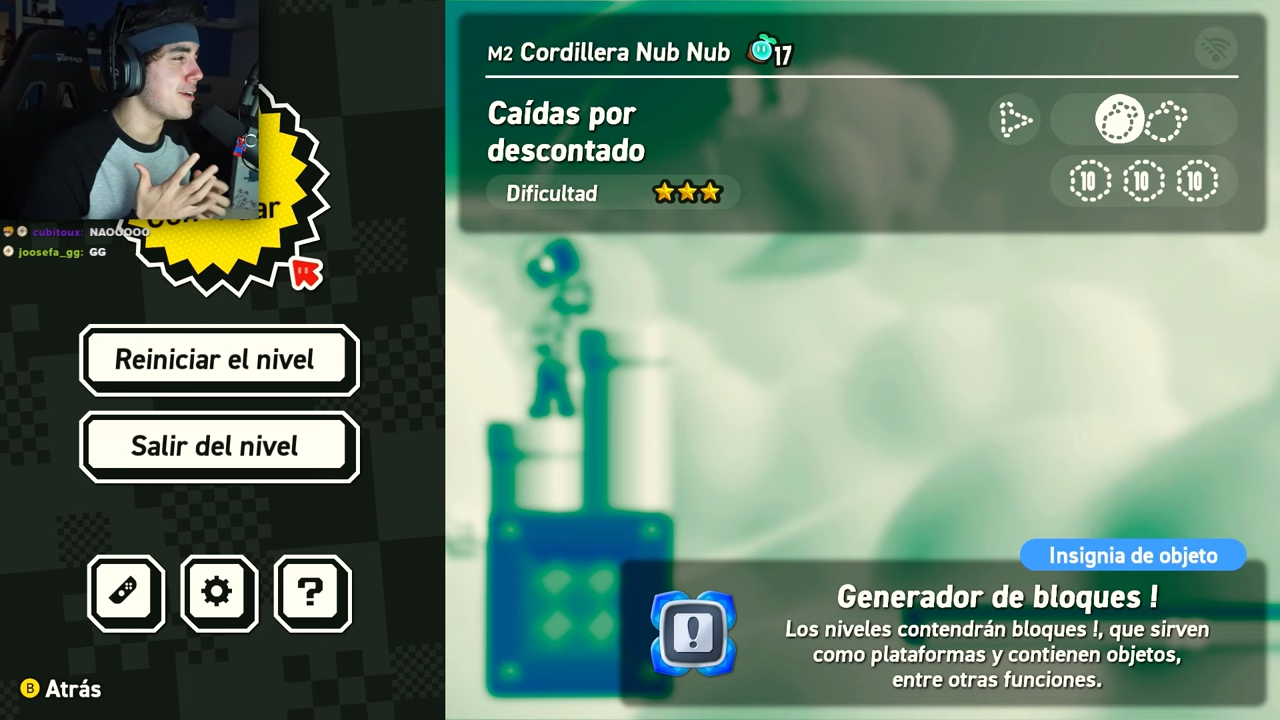 M2 Cordillera Nub Nub 17
Caídas por
descontado
Dificultad
10 10 10
cubitoux: NAOOOOO
joosefa_gg: GG
Reiniciar el nivel
Salir del nivel
?
B Atrás
Insignia de objeto
Generador de bloques !
Los niveles contendrán bloques !, que sirven
como plataformas y contienen objetos,
entre otras funciones.